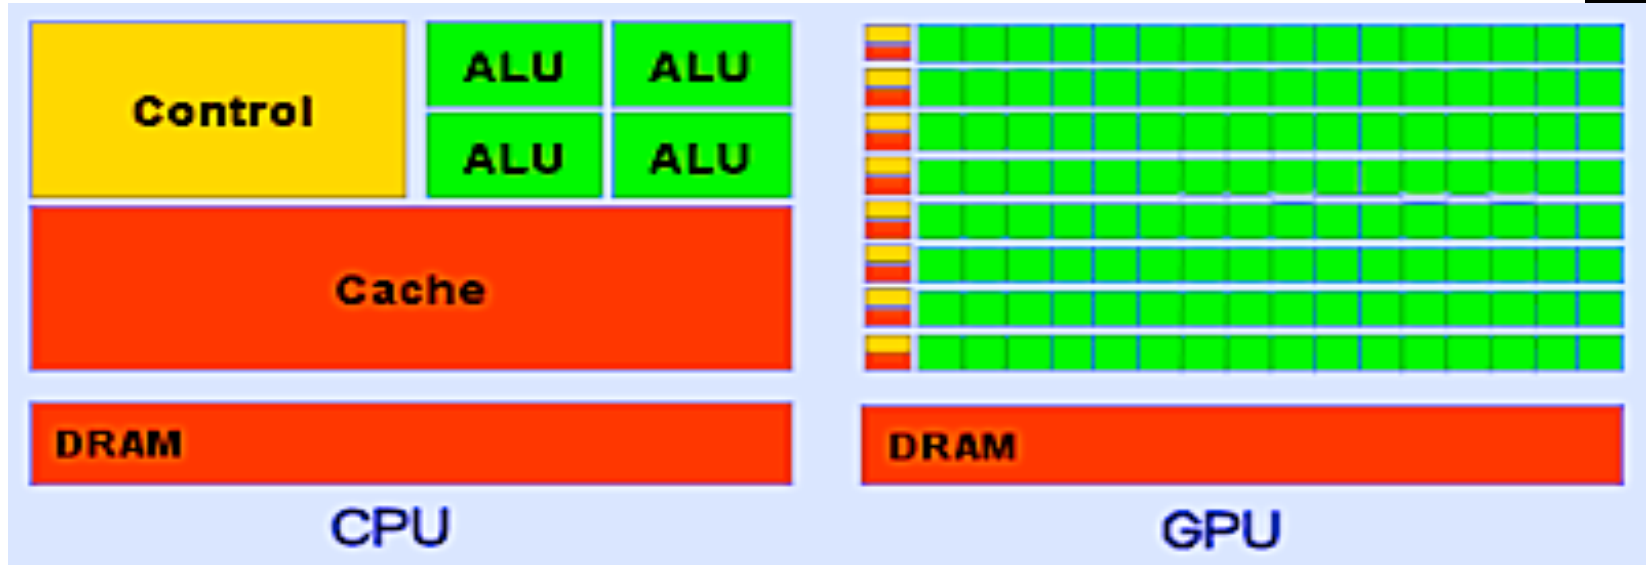 Control
ALU ALU
ALU ALU
Cache
DRAM
CPU
DRAM
GPU